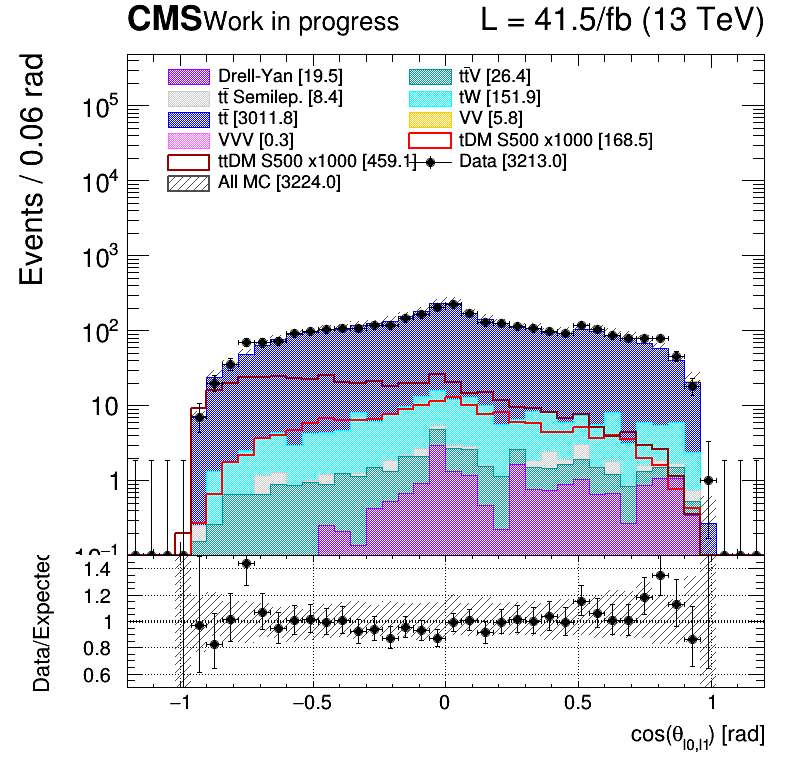 CMS Work in progress L = 41.5/fb (13 TeV)
Drell-Yan [19.5] tt̄V [26.4]
tt̄ Semilep. [8.4] tW [151.9]
tt̄ [3011.8] VV [5.8]
VVV [0.3] tDM S500 x1000 [168.5]
ttDM S500 x1000 [459.1] Data [3213.0]
All MC [3224.0]
Events / 0.06 rad
10⁵
10⁴
10³
10²
10
1
10⁻¹
Data/Expected
1.4
1.2
1
0.8
0.6
−1 −0.5 0 0.5 1
cos(θ_l0,l1) [rad]